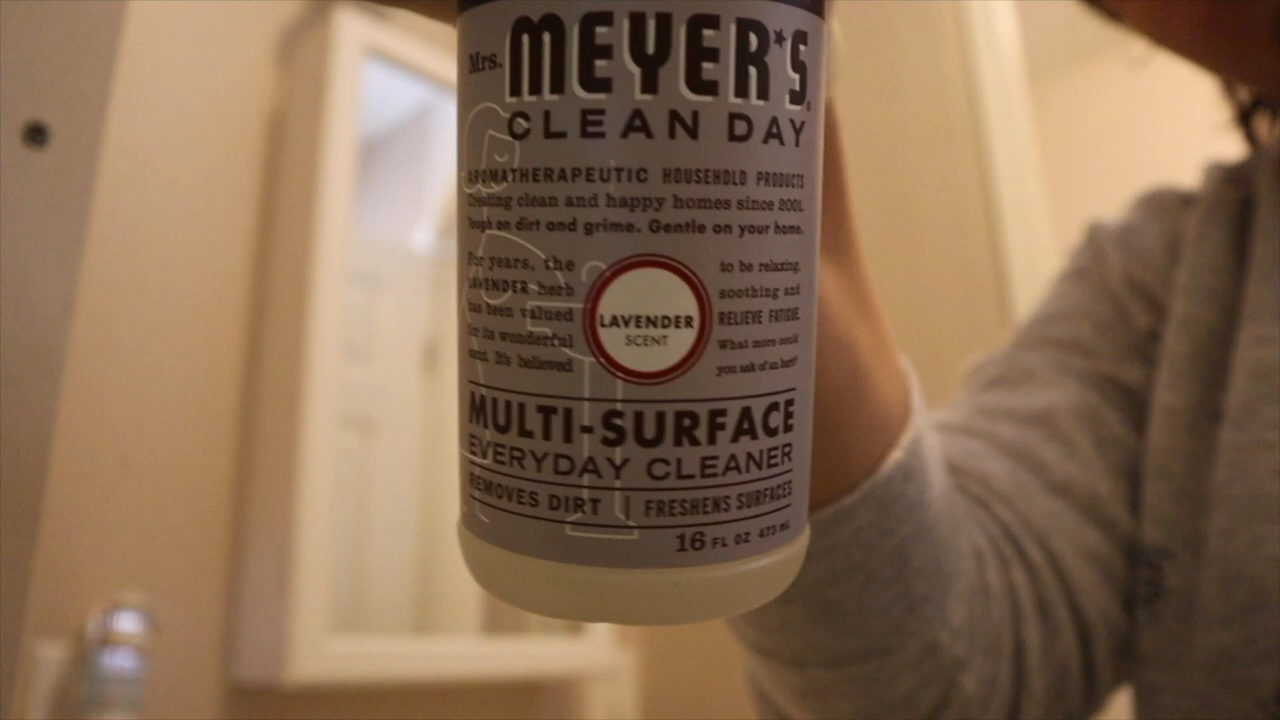 Mrs. MEYER'S
CLEAN DAY
AROMATHERAPEUTIC HOUSEHOLD PRODUCTS
Creating clean and happy homes since 2001.
Tough on dirt and grime. Gentle on your home.
For years, the
LAVENDER herb
has been valued
for its wonderful
scent. It's believed
LAVENDER
SCENT
to be relaxing,
soothing and
RELIEVE FATIGUE.
What more could
you ask of an herb?
MULTI-SURFACE
EVERYDAY CLEANER
REMOVES DIRT | FRESHENS SURFACES
16 FL OZ 473 mL